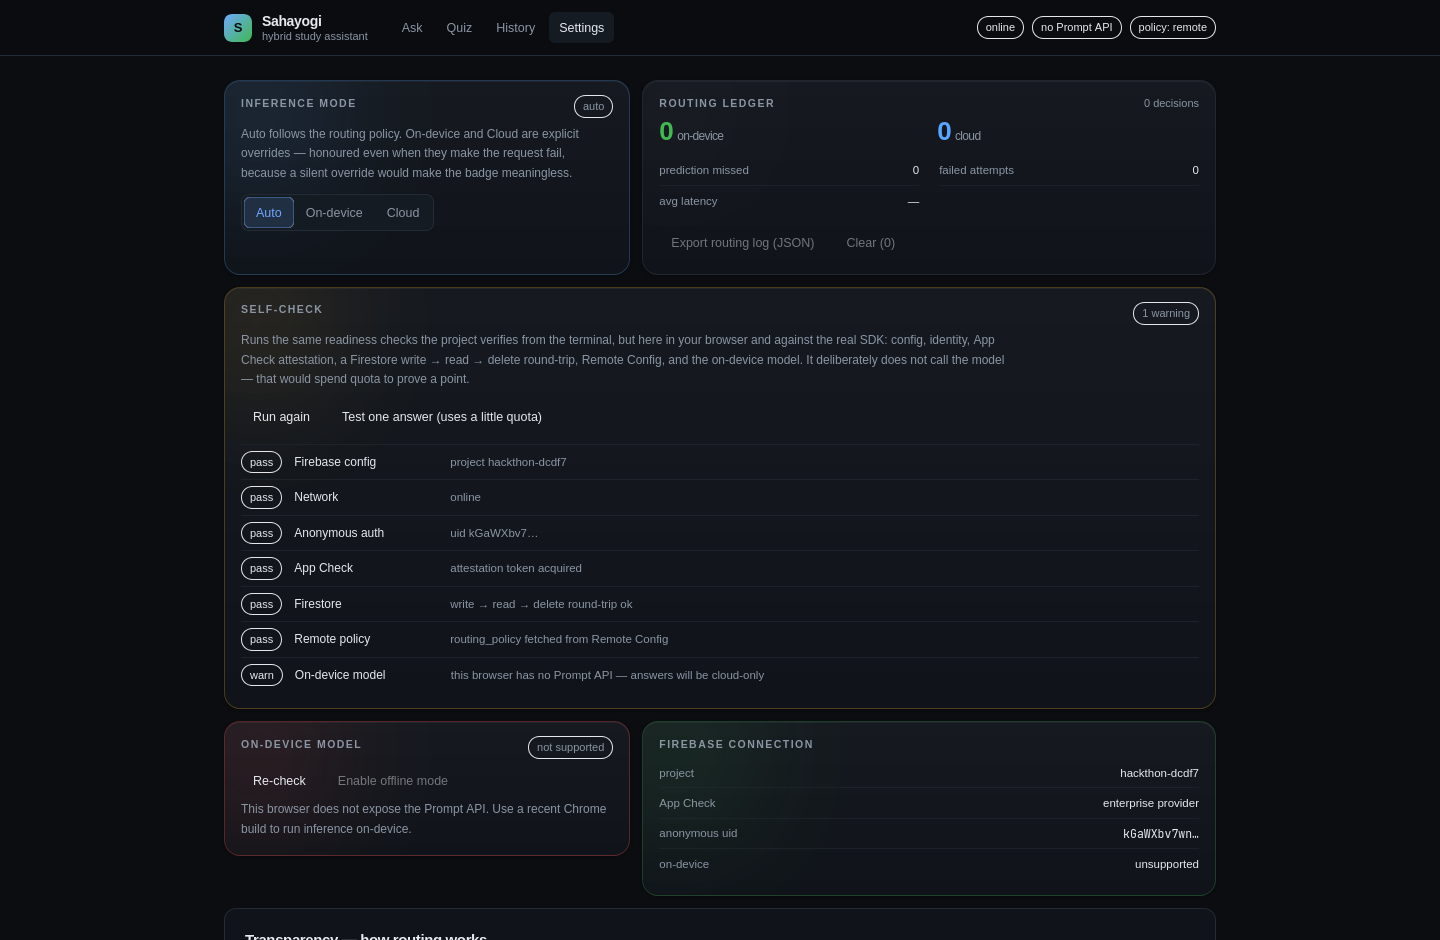 S
Sahayogi
hybrid study assistant
Ask
Quiz
History
Settings
online
no Prompt API
policy: remote
INFERENCE MODE
auto
Auto follows the routing policy. On-device and Cloud are explicit
overrides — honoured even when they make the request fail,
because a silent override would make the badge meaningless.
Auto
On-device
Cloud
ROUTING LEDGER
0 decisions
0 on-device
0 cloud
prediction missed 0
failed attempts 0
avg latency —
Export routing log (JSON)
Clear (0)
SELF-CHECK
1 warning
Runs the same readiness checks the project verifies from the terminal, but here in your browser and against the real SDK: config, identity, App
Check attestation, a Firestore write → read → delete round-trip, Remote Config, and the on-device model. It deliberately does not call the model
— that would spend quota to prove a point.
Run again
Test one answer (uses a little quota)
pass Firebase config project hackthon-dcdf7
pass Network online
pass Anonymous auth uid kGaWXbv7…
pass App Check attestation token acquired
pass Firestore write → read → delete round-trip ok
pass Remote policy routing_policy fetched from Remote Config
warn On-device model this browser has no Prompt API — answers will be cloud-only
ON-DEVICE MODEL
not supported
Re-check
Enable offline mode
This browser does not expose the Prompt API. Use a recent Chrome
build to run inference on-device.
FIREBASE CONNECTION
project hackthon-dcdf7
App Check enterprise provider
anonymous uid kGaWXbv7wn…
on-device unsupported
Transparency — how routing works